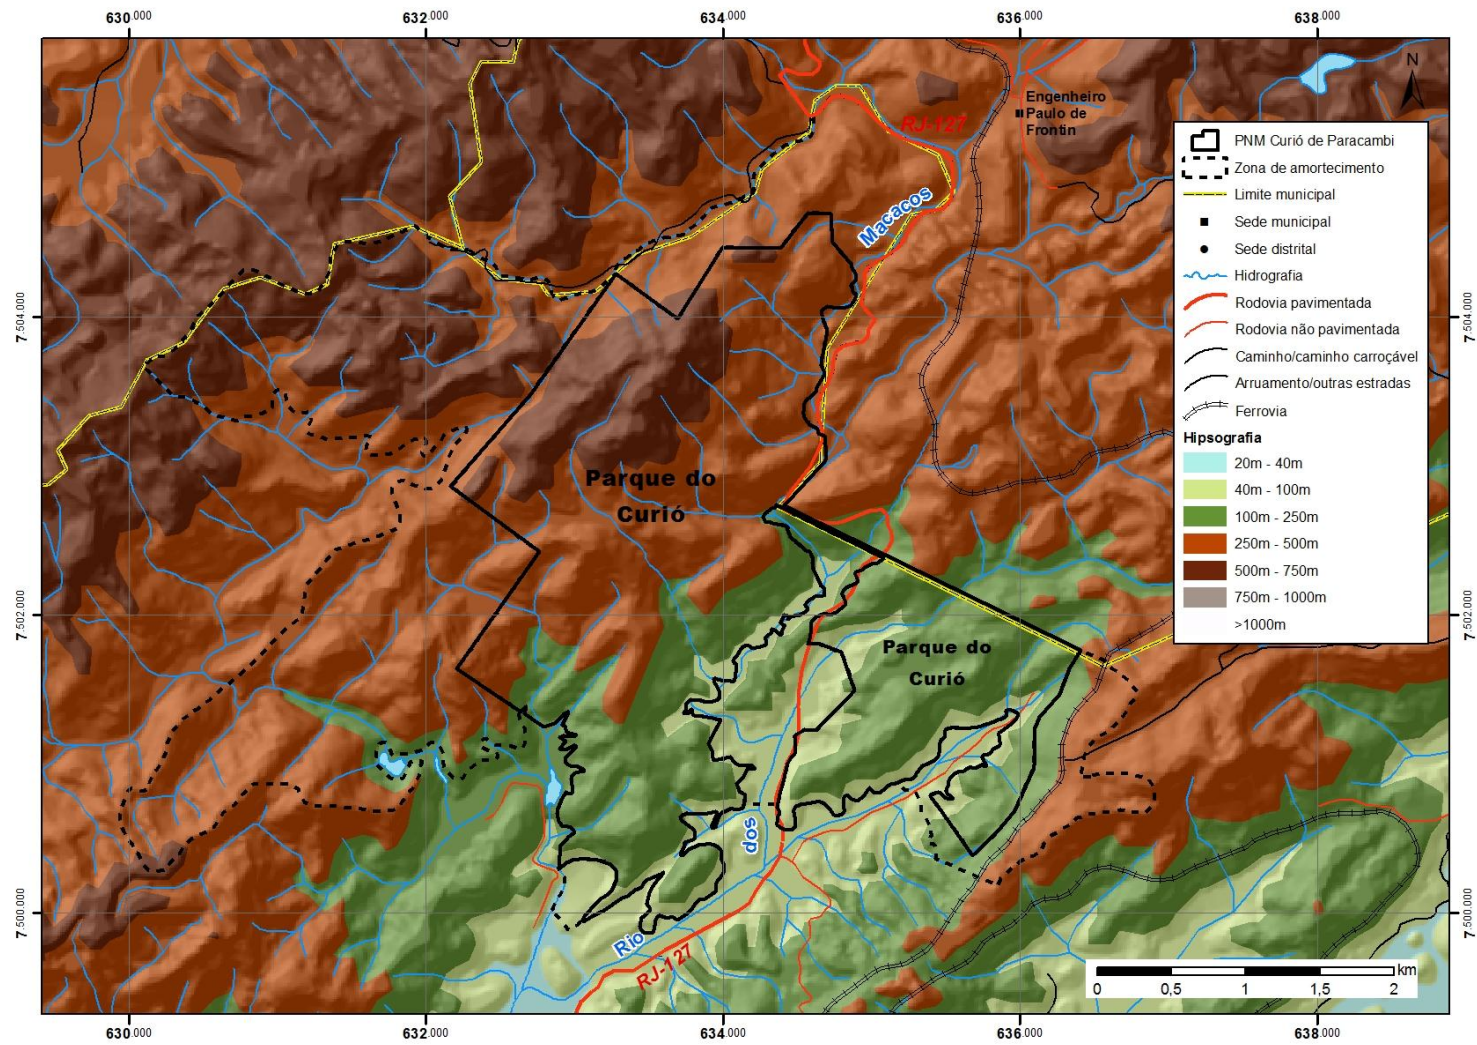 630.000
632.000
634.000
636.000
638.000
N
Engenheiro
Paulo de
Frontin
RJ-127
Macacos
7.504.000
7.504.000
Parque do
Curió
7.502.000
7.502.000
Parque do
Curió
dos
Rio
RJ-127
7.500.000
7.500.000
PNM Curió de Paracambi
Zona de amortecimento
Limite municipal
Sede municipal
Sede distrital
Hidrografia
Rodovia pavimentada
Rodovia não pavimentada
Caminho/caminho carroçável
Arruamento/outras estradas
Ferrovia
Hipsografia
20m - 40m
40m - 100m
100m - 250m
250m - 500m
500m - 750m
750m - 1000m
>1000m
km
0 0,5 1 1,5 2
630.000
632.000
634.000
636.000
638.000